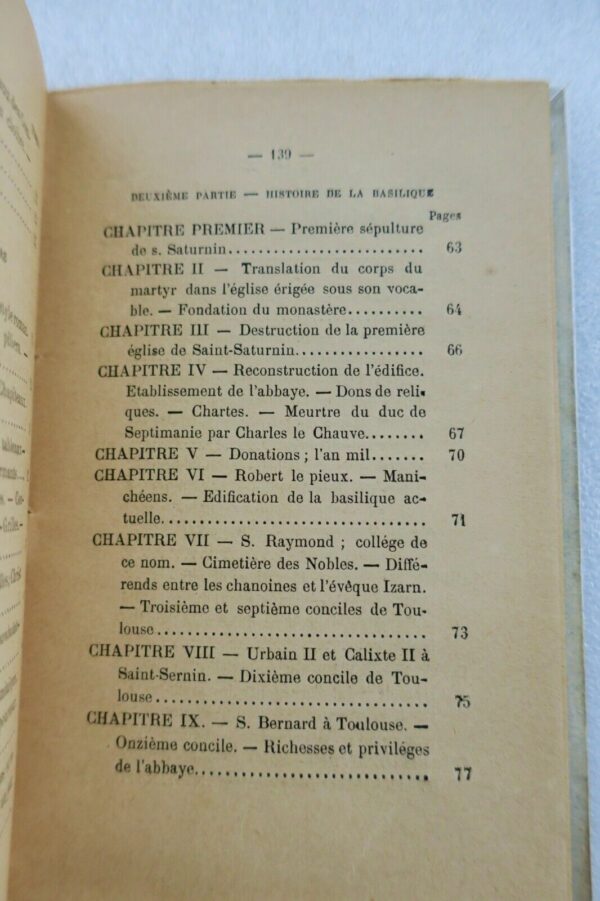 — 139 —
DEUXIÈME PARTIE — HISTOIRE DE LA BASILIQUE
Pages
CHAPITRE PREMIER — Première sépulture
de s. Saturnin.......................... 63
CHAPITRE II — Translation du corps du
martyr dans l'église érigée sous son voca-
ble. — Fondation du monastère.......... 64
CHAPITRE III — Destruction de la première
église de Saint-Saturnin................ 66
CHAPITRE IV — Reconstruction de l'édifice.
Etablissement de l'abbaye. — Dons de reli-
ques. — Chartes. — Meurtre du duc de
Septimanie par Charles le Chauve........ 67
CHAPITRE V — Donations ; l'an mil....... 70
CHAPITRE VI — Robert le pieux. — Mani-
chéens. — Edification de la basilique ac-
tuelle.................................. 71
CHAPITRE VII — S. Raymond ; collége de
ce nom. — Cimetière des Nobles. — Diffé-
rends entre les chanoines et l'évêque Izarn.
— Troisième et septième conciles de Tou-
louse................................... 73
CHAPITRE VIII — Urbain II et Calixte II à
Saint-Sernin. — Dixième concile de Tou-
louse................................... 75
CHAPITRE IX. — S. Bernard à Toulouse. —
Onzième concile. — Richesses et priviléges
de l'abbaye............................. 77